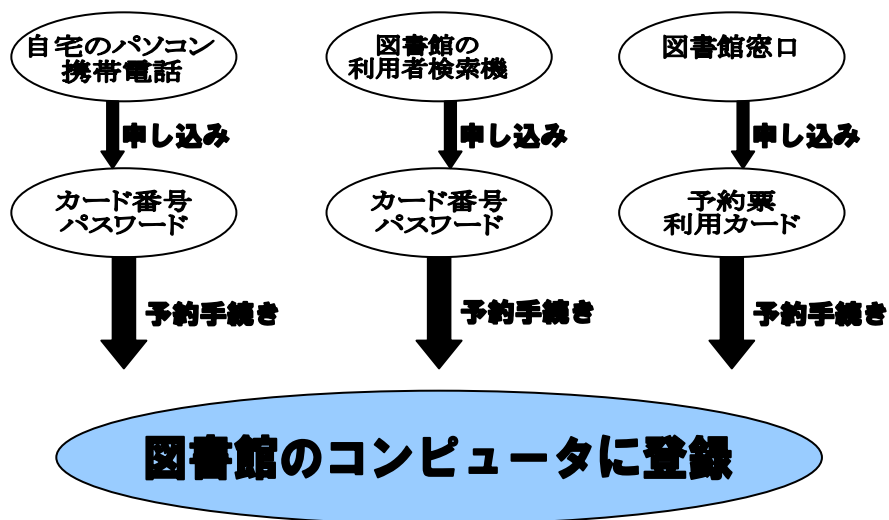 自宅のパソコン
携帯電話
図書館の
利用者検索機
図書館窓口
申し込み
申し込み
申し込み
カード番号
パスワード
カード番号
パスワード
予約票
利用カード
予約手続き
予約手続き
予約手続き
図書館のコンピュータに登録